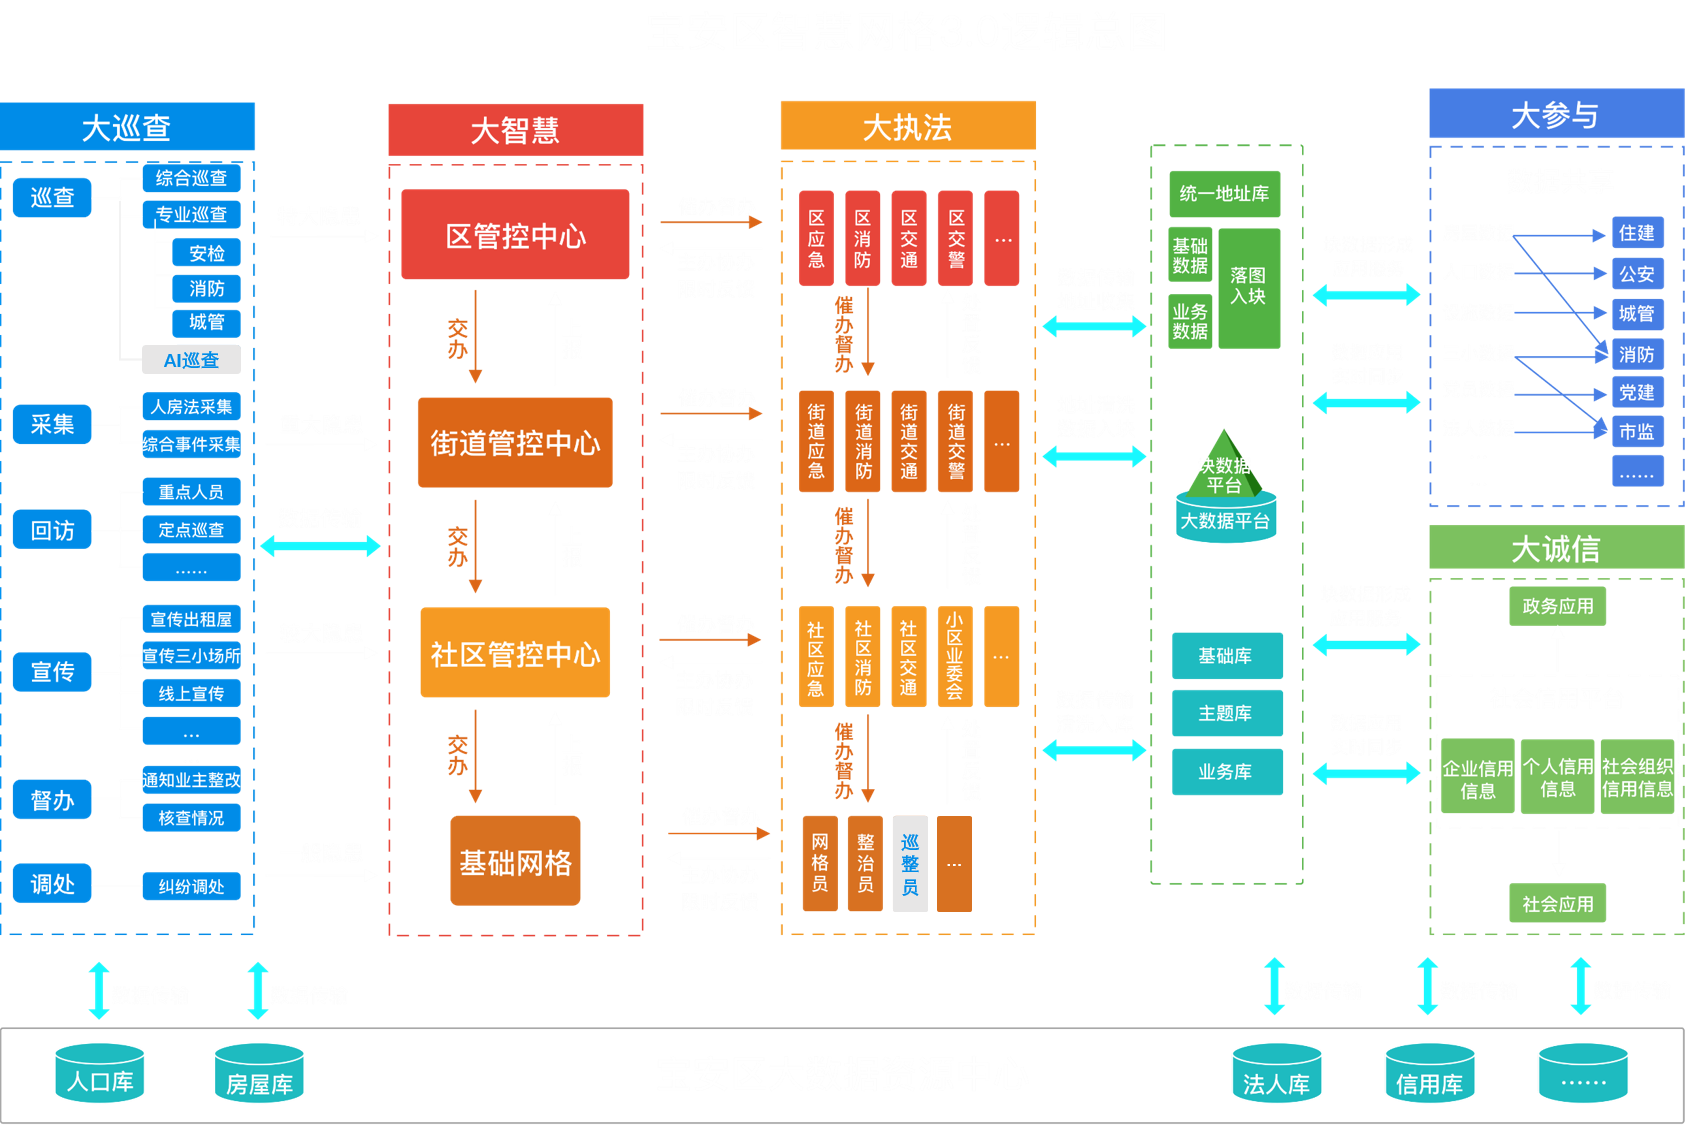 大巡查
巡查
综合巡查
专业巡查
安检
消防
城管
AI巡查
采集
人房法采集
综合事件采集
回访
重点人员
定点巡查
......
宣传
宣传出租屋
宣传三小场所
线上宣传
...
督办
通知业主整改
核查情况
调处
纠纷调处
大智慧
区管控中心
交办
街道管控中心
交办
社区管控中心
交办
基础网格
大执法
区应急
区消防
区交通
区交警
...
催办督办
街道应急
街道消防
街道交通
街道交警
...
催办督办
社区应急
社区消防
社区交通
小区业委会
...
催办督办
网格员
整治员
巡整员
...
统一地址库
基础
数据
业务
数据
落图
入块
块数据
平台
大数据平台
基础库
主题库
业务库
大参与
住建
公安
城管
消防
党建
市监
......
大诚信
政务应用
企业信用
信息
个人信用
信息
社会组织
信用信息
社会应用
人口库
房屋库
法人库
信用库
......